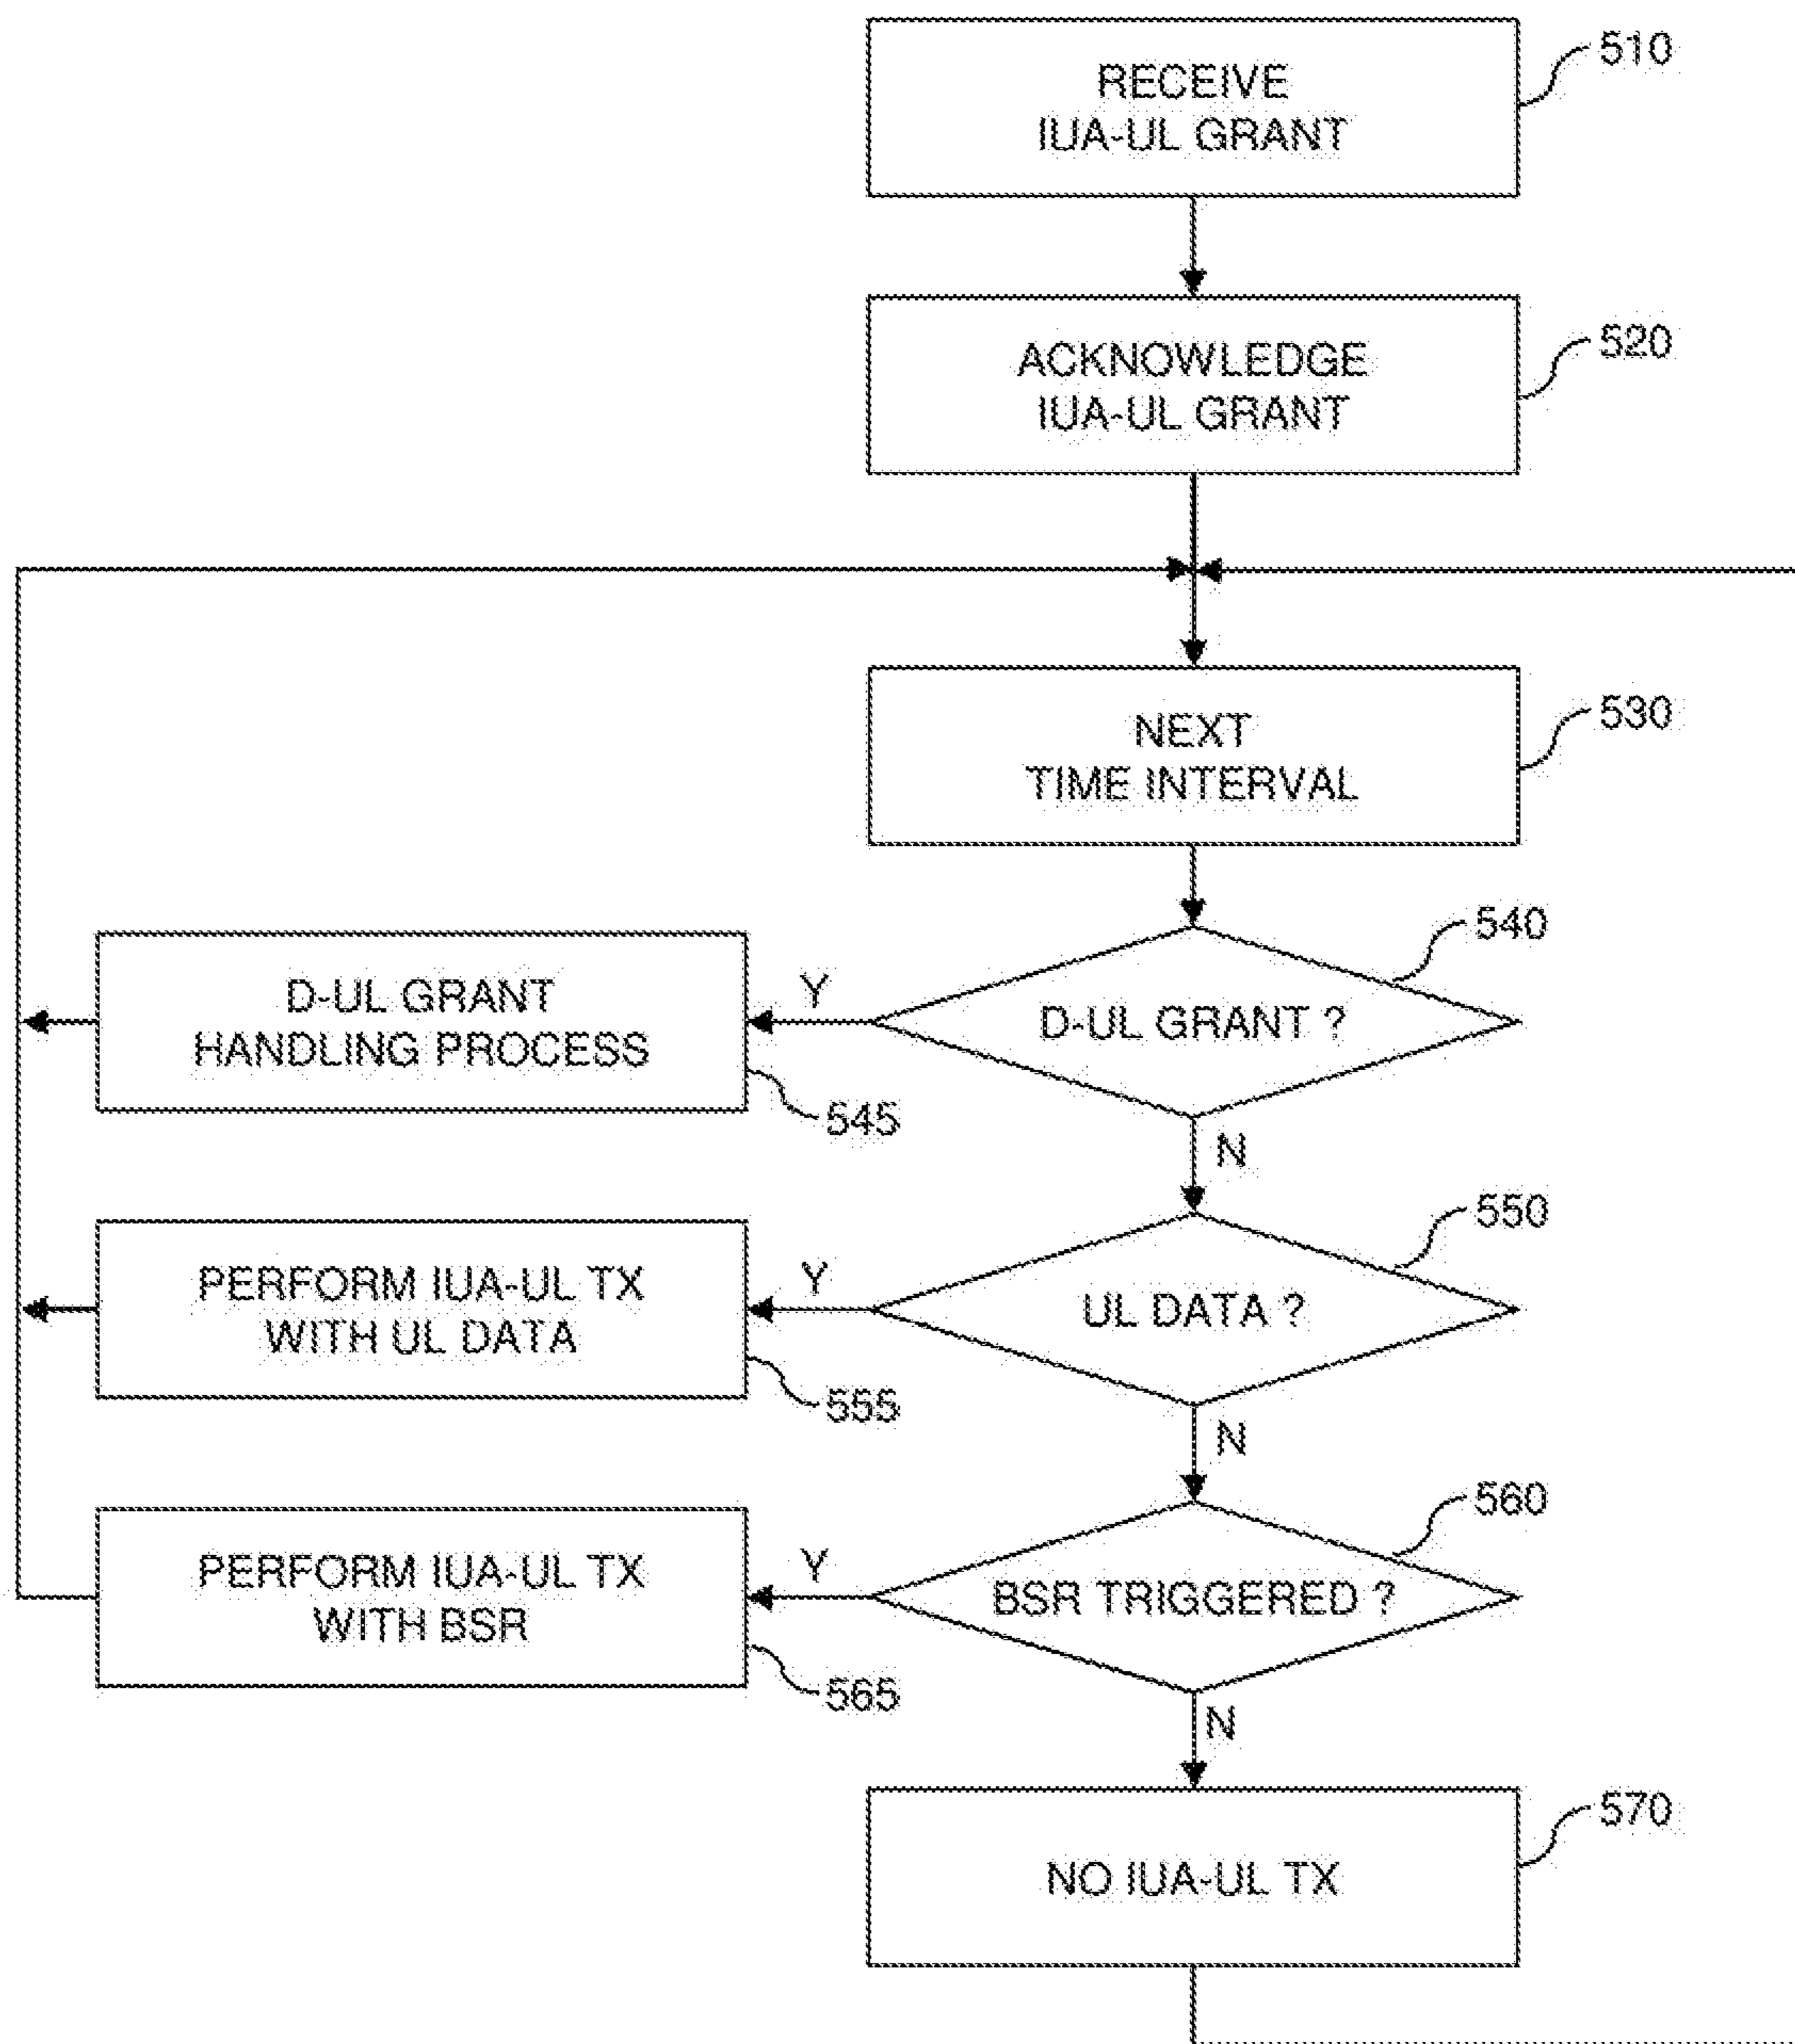 RECEIVE
IUA-UL GRANT
510
ACKNOWLEDGE
IUA-UL GRANT
520
NEXT
TIME INTERVAL
530
540
D-UL GRANT ?
Y
D-UL GRANT
HANDLING PROCESS
545
N
550
UL DATA ?
Y
PERFORM IUA-UL TX
WITH UL DATA
555
N
560
BSR TRIGGERED ?
Y
PERFORM IUA-UL TX
WITH BSR
565
N
570
NO IUA-UL TX